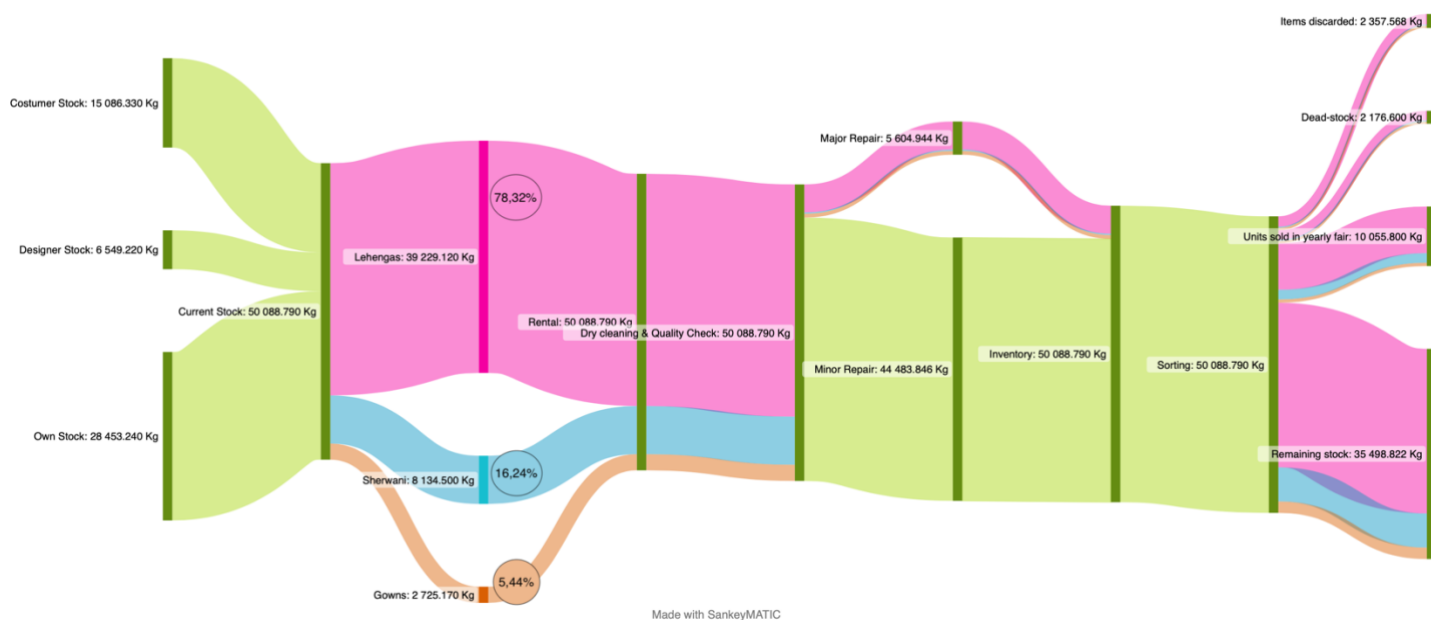 Costumer Stock: 15 086.330 Kg
Designer Stock: 6 549.220 Kg
Own Stock: 28 453.240 Kg
Current Stock: 50 088.790 Kg
Lehengas: 39 229.120 Kg
78,32%
Sherwani: 8 134.500 Kg
16,24%
Gowns: 2 725.170 Kg
5,44%
Rental: 50 088.790 Kg
Dry cleaning & Quality Check: 50 088.790 Kg
Major Repair: 5 604.944 Kg
Minor Repair: 44 483.846 Kg
Inventory: 50 088.790 Kg
Sorting: 50 088.790 Kg
Items discarded: 2 357.568 Kg
Dead-stock: 2 176.600 Kg
Units sold in yearly fair: 10 055.800 Kg
Remaining stock: 35 498.822 Kg
Made with SankeyMATIC